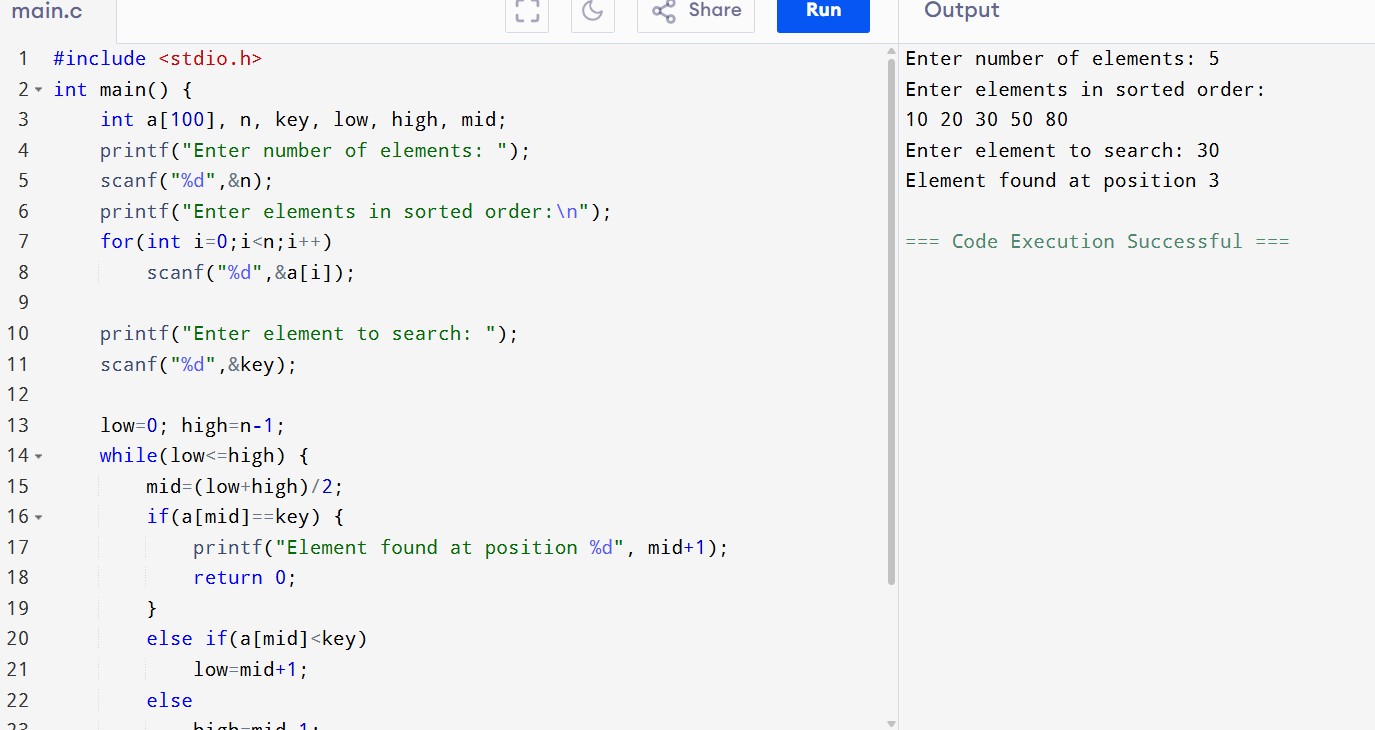 main.c
Share
Run
Output
1 #include <stdio.h>
2 int main() {
3 int a[100], n, key, low, high, mid;
4 printf("Enter number of elements: ");
5 scanf("%d",&n);
6 printf("Enter elements in sorted order:\n");
7 for(int i=0;i<n;i++)
8 scanf("%d",&a[i]);
9
10 printf("Enter element to search: ");
11 scanf("%d",&key);
12
13 low=0; high=n-1;
14 while(low<=high) {
15 mid=(low+high)/2;
16 if(a[mid]==key) {
17 printf("Element found at position %d", mid+1);
18 return 0;
19 }
20 else if(a[mid]<key)
21 low=mid+1;
22 else
23 high=mid-1;
Enter number of elements: 5
Enter elements in sorted order:
10 20 30 50 80
Enter element to search: 30
Element found at position 3
=== Code Execution Successful ===